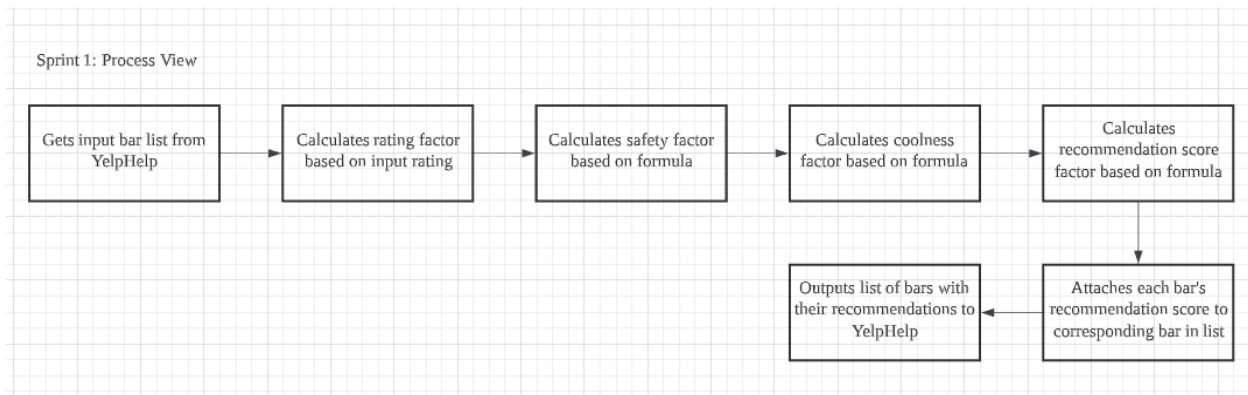 Sprint 1: Process View
Gets input bar list from
YelpHelp
Calculates rating factor
based on input rating
Calculates safety factor
based on formula
Calculates coolness
factor based on formula
Calculates
recommendation score
factor based on formula
Attaches each bar's
recommendation score to
corresponding bar in list
Outputs list of bars with
their recommendations to
YelpHelp